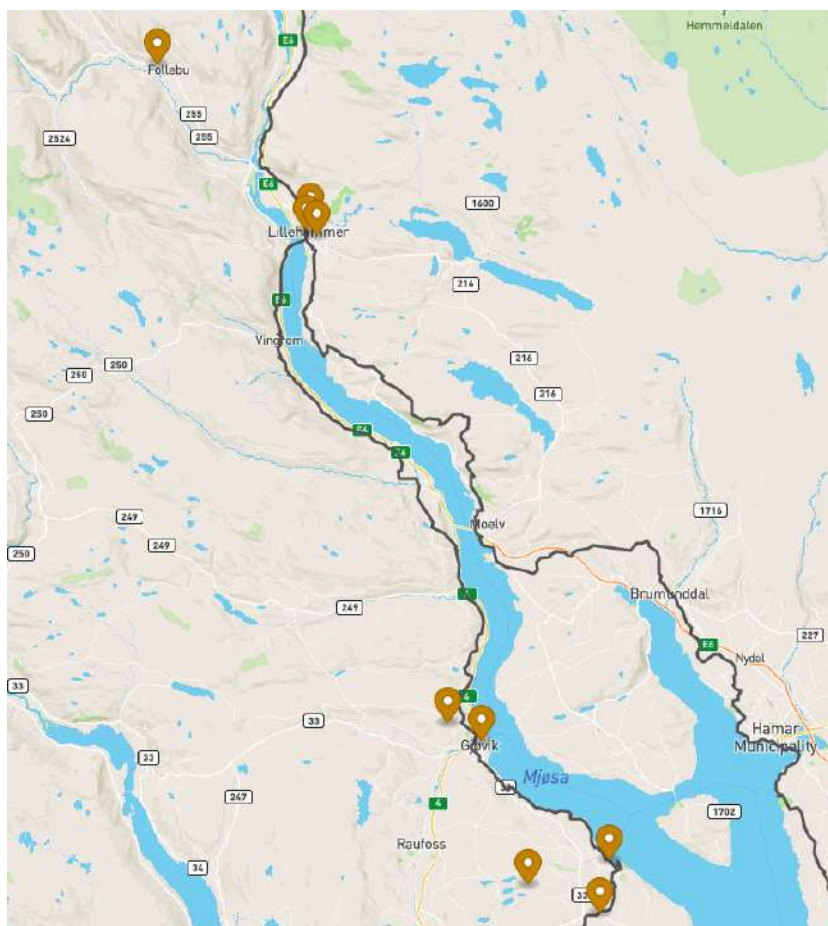 Hemmeldalen
E6
Follebu
255
255
2524
E6
1600
Lillehammer
216
E6
Vingrom
216
250
250
216
250
E6
E6
1716
249
249
Moelv
250
Brumunddal
249
227
E6
Nydal
33
4
33
Hamar
Municipality
Gjøvik
33
Mjøsa
33
247
4
1702
Raufoss
34
33